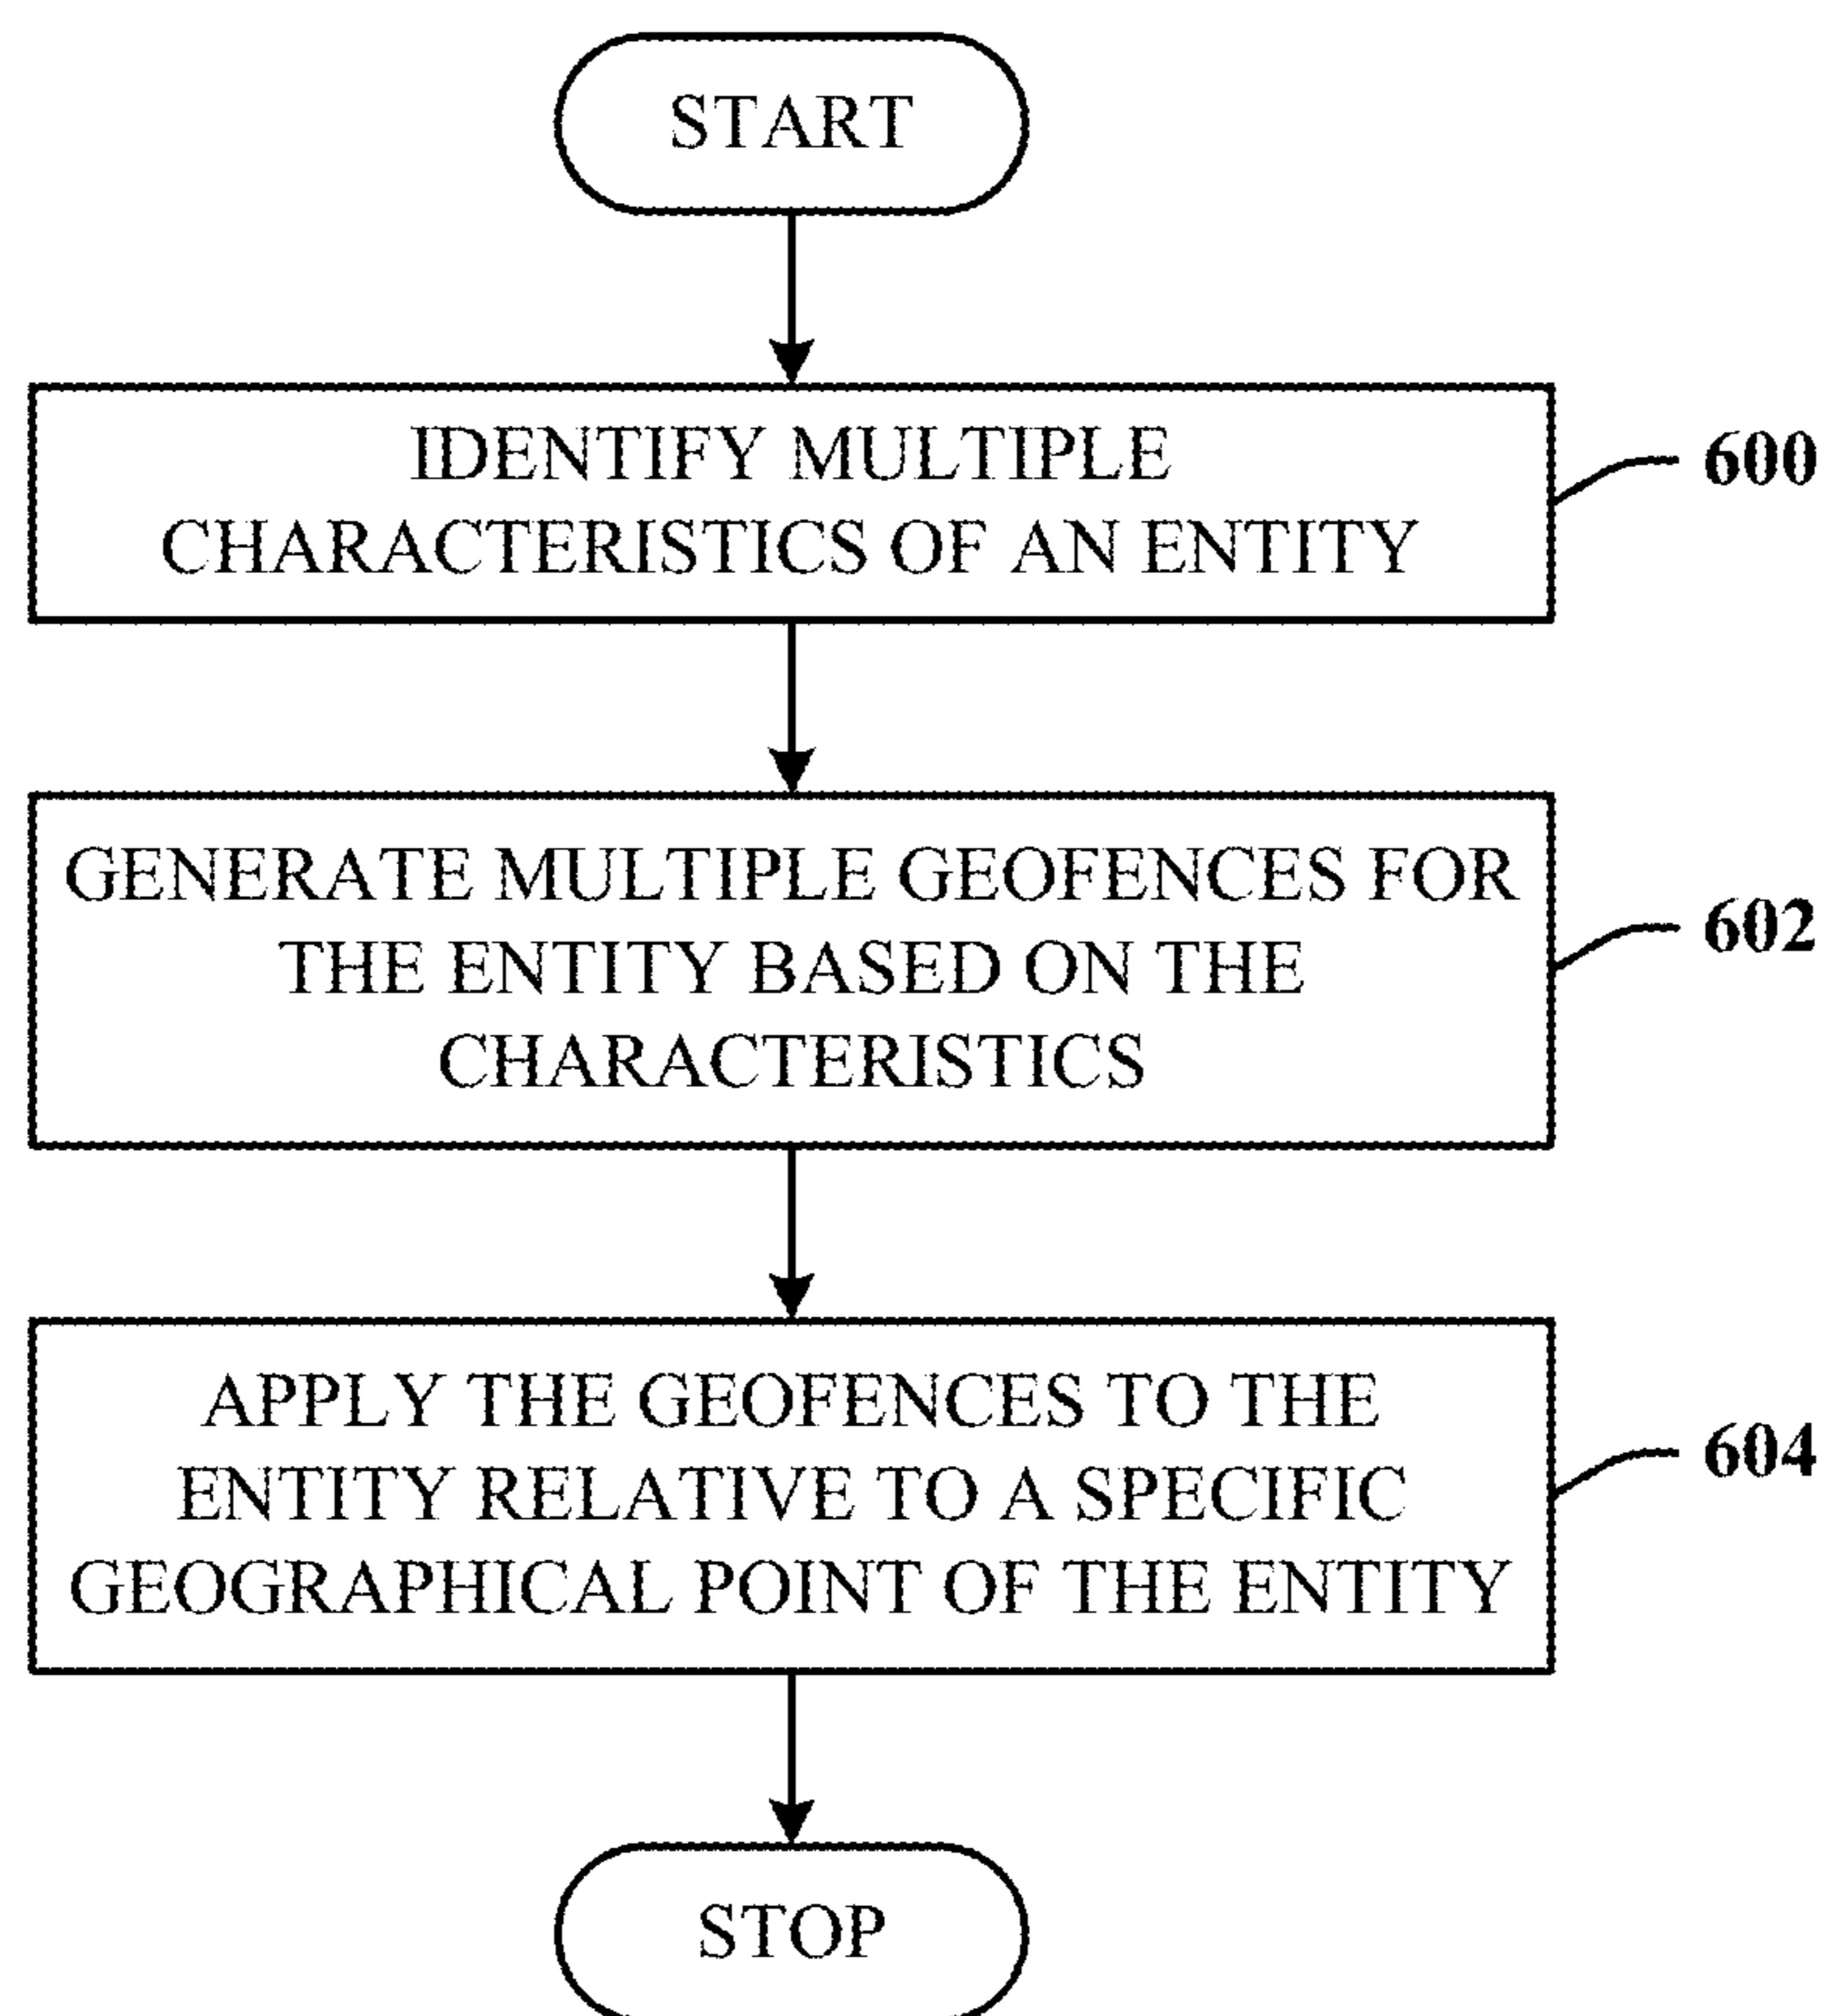 START
IDENTIFY MULTIPLE
CHARACTERISTICS OF AN ENTITY
600
GENERATE MULTIPLE GEOFENCES FOR
THE ENTITY BASED ON THE
CHARACTERISTICS
602
APPLY THE GEOFENCES TO THE
ENTITY RELATIVE TO A SPECIFIC
GEOGRAPHICAL POINT OF THE ENTITY
604
STOP